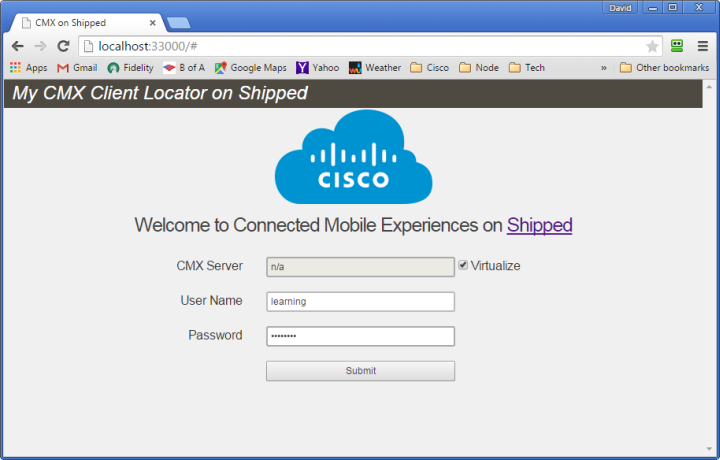 David
CMX on Shipped
localhost:33000/#
Apps Gmail Fidelity B of A Google Maps Yahoo Weather Cisco Node Tech » Other bookmarks
My CMX Client Locator on Shipped
CISCO
Welcome to Connected Mobile Experiences on Shipped
CMX Server n/a Virtualize
User Name learning
Password ••••••••
Submit